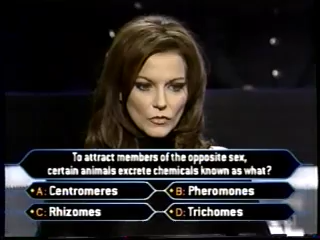 To attract members of the opposite sex,
certain animals excrete chemicals known as what?
A: Centromeres
B: Pheromones
C: Rhizomes
D: Trichomes